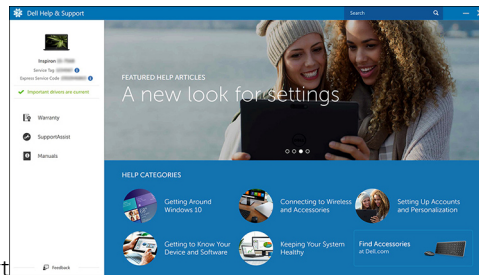 Dell Help & Support
Search
Inspiron
Service Tag
Express Service Code
Important drivers are current
Warranty
SupportAssist
Manuals
Feedback
FEATURED HELP ARTICLES
A new look for settings
HELP CATEGORIES
Getting Around
Windows 10
Connecting to Wireless
and Accessories
Setting Up Accounts
and Personalization
Getting to Know Your
Device and Software
Keeping Your System
Healthy
Find Accessories
at Dell.com
t